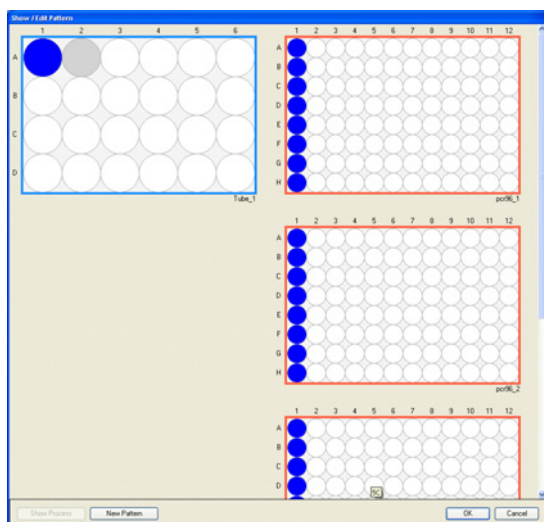 Show / Edit Pattern
1 2 3 4 5 6
A
B
C
D
Tube_1
1 2 3 4 5 6 7 8 9 10 11 12
A
B
C
D
E
F
G
H
pcr96_1
1 2 3 4 5 6 7 8 9 10 11 12
A
B
C
D
E
F
G
H
pcr96_2
1 2 3 4 5 6 7 8 9 10 11 12
A
B
C
D
Show Process New Pattern OK Cancel